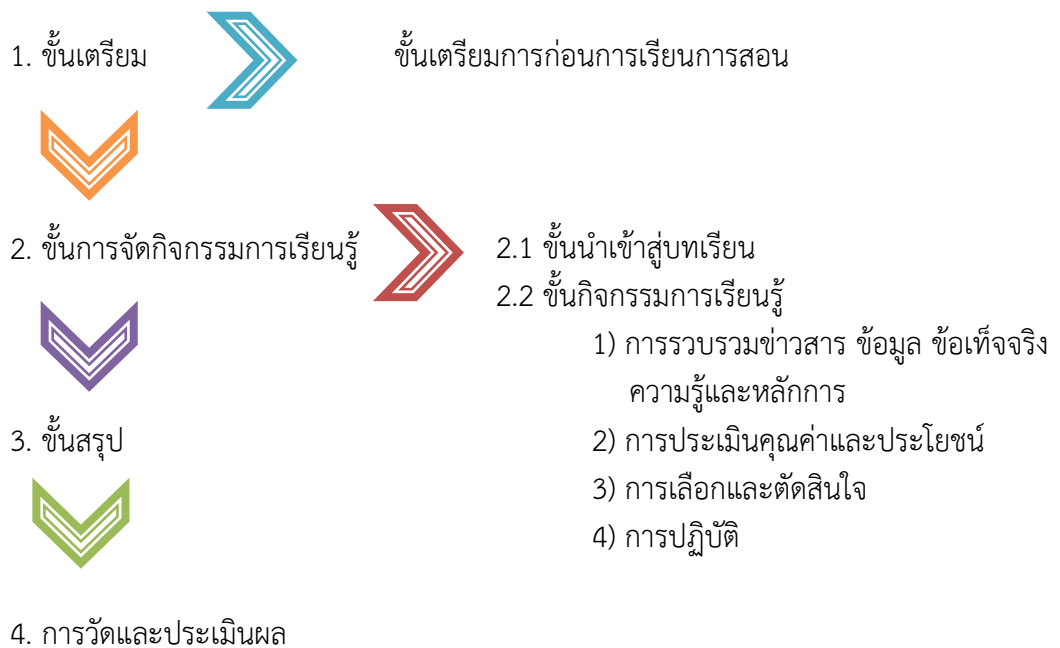 1. ขั้นเตรียม
ขั้นเตรียมการก่อนการเรียนการสอน
2. ขั้นการจัดกิจกรรมการเรียนรู้
2.1 ขั้นนำเข้าสู่บทเรียน
2.2 ขั้นกิจกรรมการเรียนรู้
1) การรวบรวมข่าวสาร ข้อมูล ข้อเท็จจริง
ความรู้และหลักการ
2) การประเมินคุณค่าและประโยชน์
3) การเลือกและตัดสินใจ
4) การปฏิบัติ
3. ขั้นสรุป
4. การวัดและประเมินผล